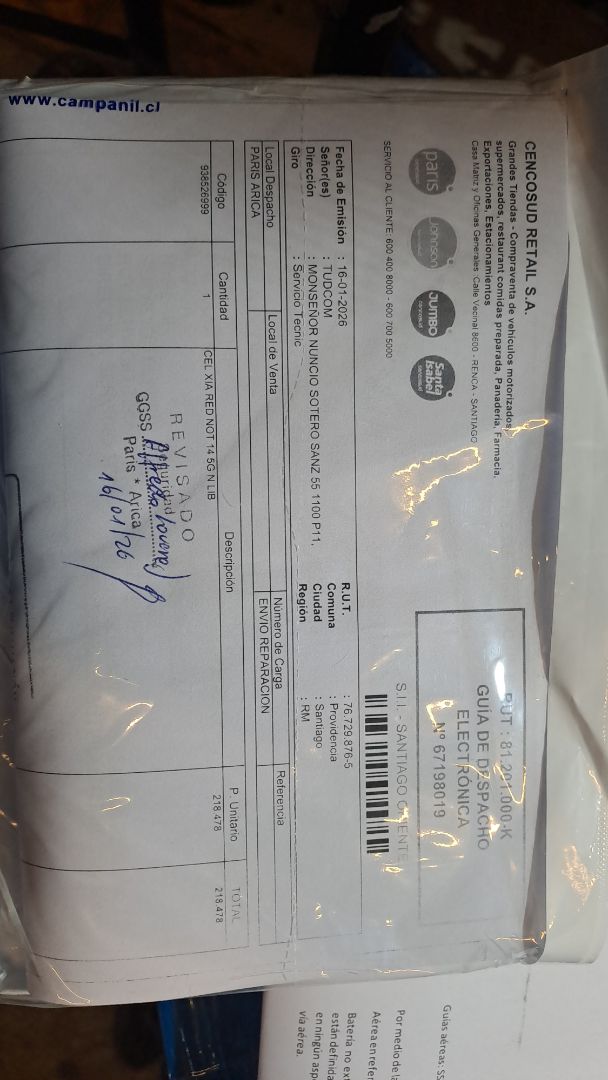 www.campanil.cl
CENCOSUD RETAIL S.A.
Grandes Tiendas - Compraventa de vehículos motorizados,
supermercados, restaurant comidas preparada, Panadería, Farmacia,
Exportaciones, Estacionamientos
Casa Matriz y Oficinas Generales :Calle Vecinal 8600 - RENCA - SANTIAGO
paris.
Johnson
JUMBO
cencosud
Santa Isabel
cencosud
SERVICIO AL CLIENTE: 600 400 8000 - 600 700 5000
RUT : 81.201.000-K
GUÍA DE DESPACHO
ELECTRÓNICA
N° 67198019
S.I.I. - SANTIAGO ORIENTE
Fecha de Emisión : 16-01-2026
Señor(es) : TUDCOM
Dirección : MONSEÑOR NUNCIO SOTERO SANZ 55 1100 P11,
Giro : Servicio Tecnic
R.U.T. : 76.729.876-5
Comuna : Providencia
Ciudad : Santiago
Región : RM
Local Despacho Local de Venta Número de Carga Referencia
PARIS ARICA ENVIO REPARACION
Código Cantidad Descripción P. Unitario TOTAL
938526999 1 CEL XIA RED NOT 14 5G N LIB 218.478 218.478
REVISADO
GGSS Seguridad
Paris * Arica
16/01/26
Guías aéreas: SS
Por medio de la
Aérea en refer
Batería no ext
están definida
en ningún asp
vía aérea.